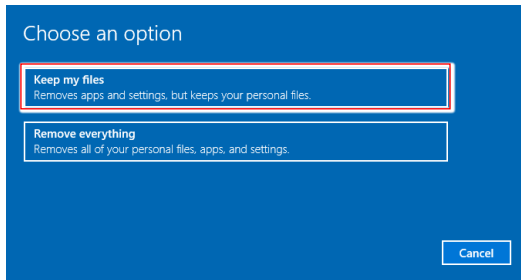 Choose an option
Keep my files
Removes apps and settings, but keeps your personal files.
Remove everything
Removes all of your personal files, apps, and settings.
Cancel